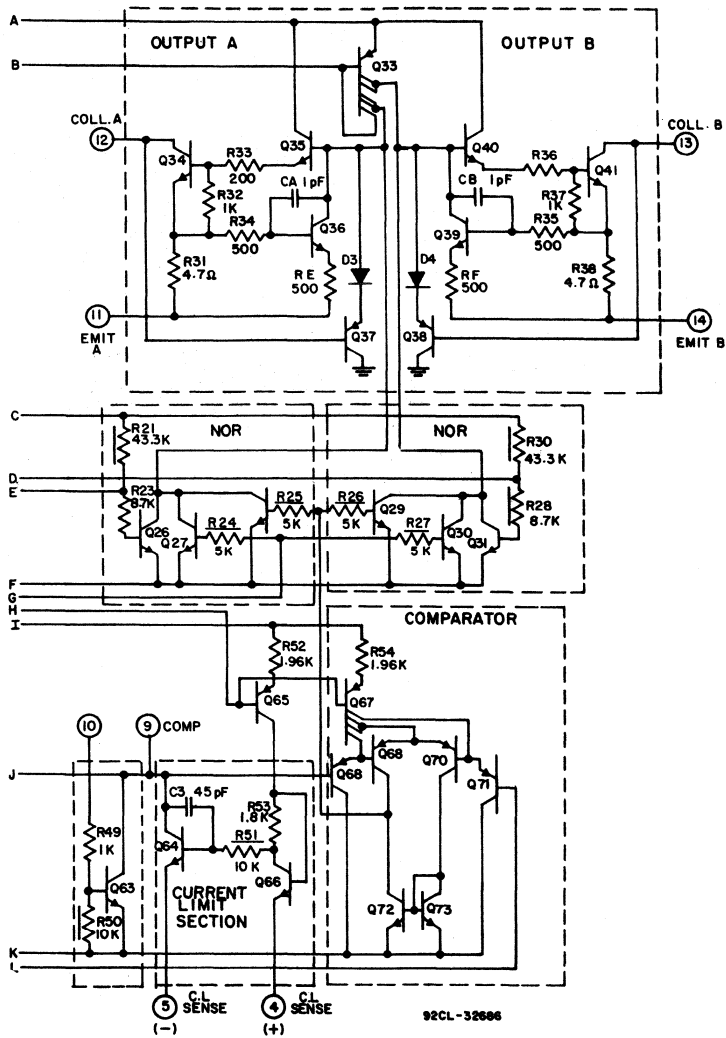 A
OUTPUT A
OUTPUT B
B
Q33
COLL. A
12
COLL. B
13
Q34
R33
200
Q35
Q40
R36
Q41
CA 1pF
CB 1pF
R32
1K
R37
1K
R34
500
Q36
Q39
R35
500
R31
4.7Ω
RE
500
D3
D4
RF
500
R38
4.7Ω
11
EMIT
A
Q37
Q38
14
EMIT B
C
R21
43.3K
NOR
NOR
R30
43.3K
D
E
R23
8.7K
R25
5K
R26
5K
Q29
R28
8.7K
Q26
Q27
R24
5K
R27
5K
Q30
Q31
F
G
H
I
COMPARATOR
R52
1.96K
R54
1.96K
Q65
Q67
10
9 COMP
Q68
Q68
Q70
Q71
J
C3 45pF
R53
1.8K
R49
1K
Q64
R51
10K
Q66
Q63
R50
10K
CURRENT
LIMIT
SECTION
Q72
Q73
K
L
5
C.L
SENSE
(-)
4
C.L
SENSE
(+)
92CL-32686